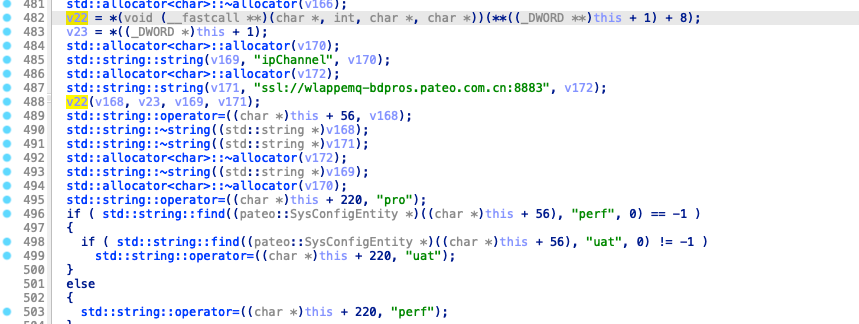 481 std::allocator<char>::~allocator(v166);
482 v22 = *(void (__fastcall **)(char *, int, char *, char *))(**((_DWORD **)this + 1) + 8);
483 v23 = *((_DWORD *)this + 1);
484 std::allocator<char>::allocator(v170);
485 std::string::string(v169, "ipChannel", v170);
486 std::allocator<char>::allocator(v172);
487 std::string::string(v171, "ssl://wlappemq-bdpros.pateo.com.cn:8883", v172);
488 v22(v168, v23, v169, v171);
489 std::string::operator=((char *)this + 56, v168);
490 std::string::~string((std::string *)v168);
491 std::string::~string((std::string *)v171);
492 std::allocator<char>::~allocator(v172);
493 std::string::~string((std::string *)v169);
494 std::allocator<char>::~allocator(v170);
495 std::string::operator=((char *)this + 220, "pro");
496 if ( std::string::find((pateo::SysConfigEntity *)((char *)this + 56), "perf", 0) == -1 )
497 {
498 if ( std::string::find((pateo::SysConfigEntity *)((char *)this + 56), "uat", 0) != -1 )
499 std::string::operator=((char *)this + 220, "uat");
500 }
501 else
502 {
503 std::string::operator=((char *)this + 220, "perf");